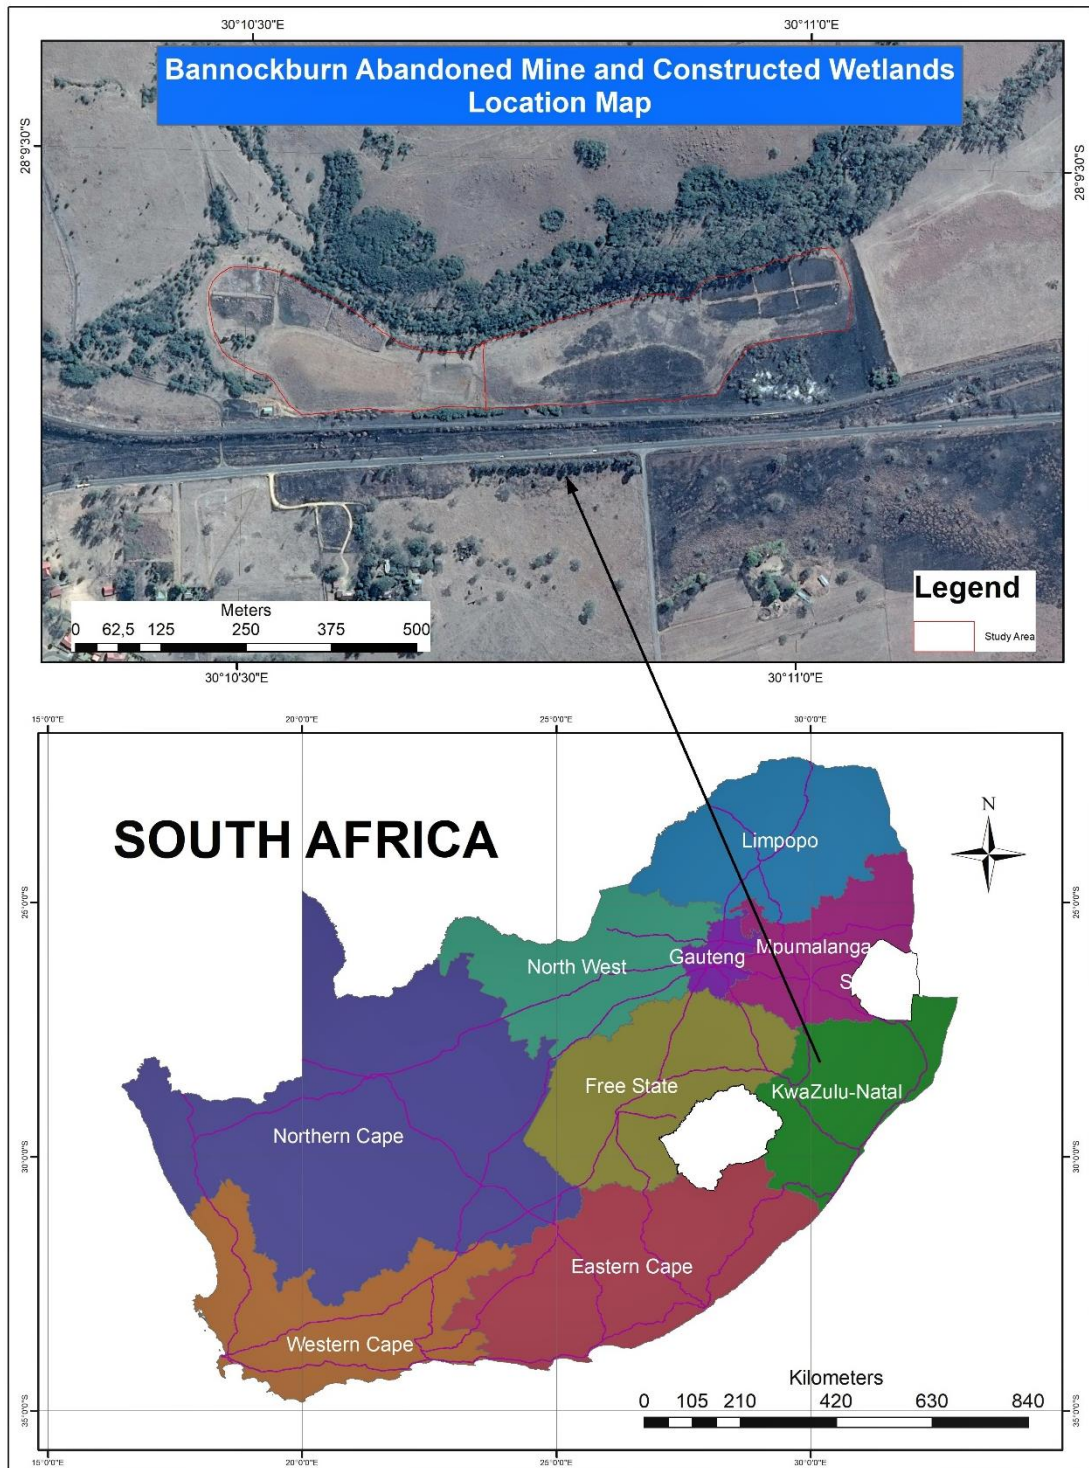 30°10'30"E
30°11'0"E
Bannockburn Abandoned Mine and Constructed Wetlands
Location Map
28°9'30"S
28°9'30"S
Legend
Study Area
Meters
0 62,5 125 250 375 500
30°10'30"E
30°11'0"E
15°0'0"E
20°0'0"E
25°0'0"E
30°0'0"E
SOUTH AFRICA
N
Limpopo
25°0'0"S
25°0'0"S
Mpumalanga
Gauteng
North West
S
Free State
KwaZulu-Natal
Northern Cape
30°0'0"S
30°0'0"S
Eastern Cape
Western Cape
Kilometers
0 105 210 420 630 840
35°0'0"S
35°0'0"S
15°0'0"E
20°0'0"E
25°0'0"E
30°0'0"E